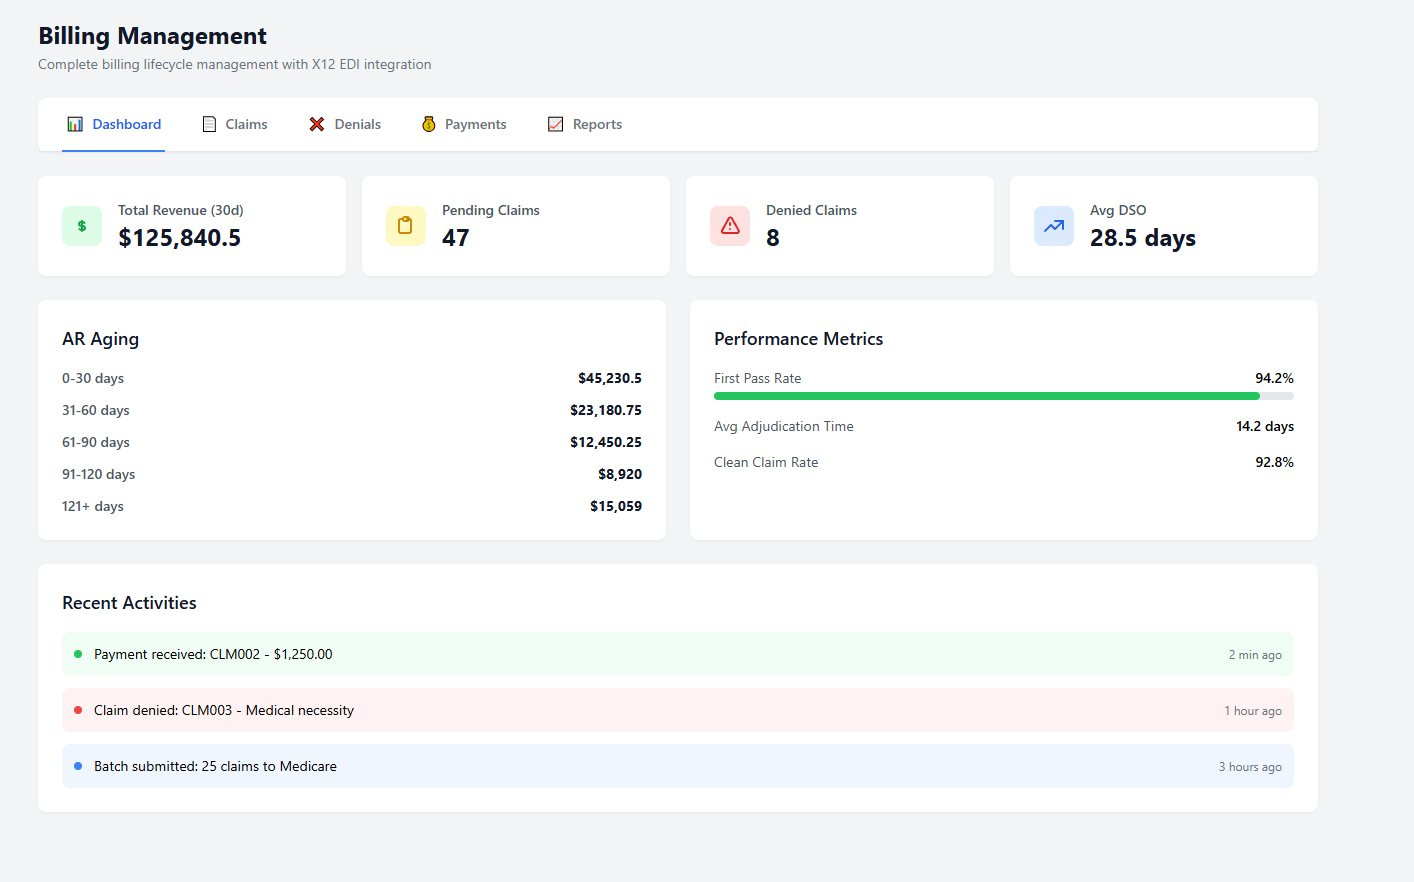 Billing Management
Complete billing lifecycle management with X12 EDI integration
Dashboard
Claims
Denials
Payments
Reports
$
Total Revenue (30d)
$125,840.5
Pending Claims
47
Denied Claims
8
Avg DSO
28.5 days
AR Aging
0-30 days $45,230.5
31-60 days $23,180.75
61-90 days $12,450.25
91-120 days $8,920
121+ days $15,059
Performance Metrics
First Pass Rate 94.2%
Avg Adjudication Time 14.2 days
Clean Claim Rate 92.8%
Recent Activities
Payment received: CLM002 - $1,250.00 2 min ago
Claim denied: CLM003 - Medical necessity 1 hour ago
Batch submitted: 25 claims to Medicare 3 hours ago